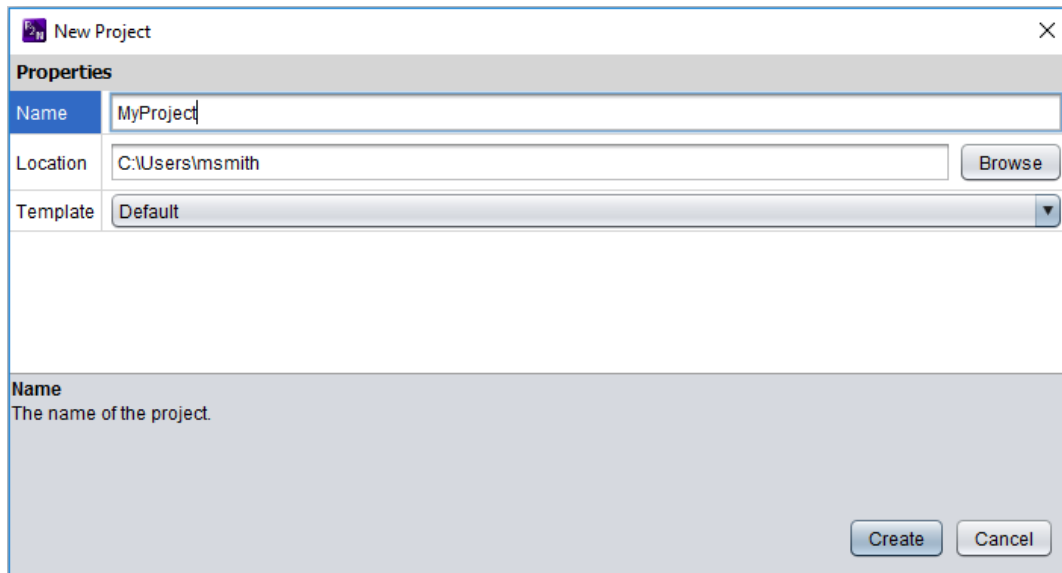 New Project
Properties
Name MyProject
Location C:\Users\msmith Browse
Template Default
Name
The name of the project.
Create Cancel